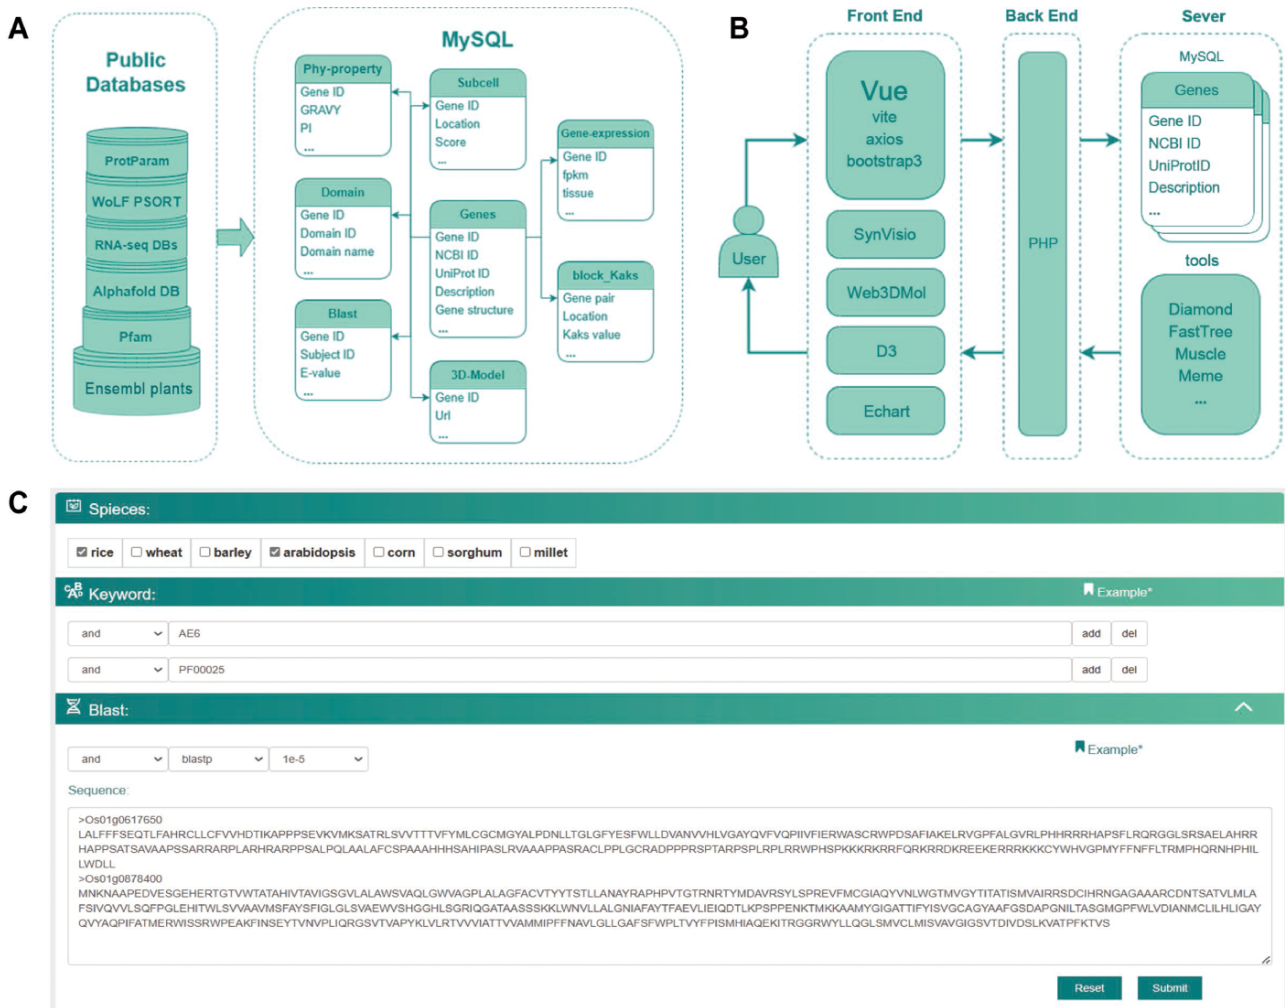 A
Public
Databases
ProtParam
WoLF PSORT
RNA-seq DBs
Alphafold DB
Pfam
Ensembl plants
MySQL
Phy-property
Gene ID
GRAVY
PI
...
Subcell
Gene ID
Location
Score
...
Gene-expression
Gene ID
fpkm
tissue
...
Domain
Gene ID
Domain ID
Domain name
...
Genes
Gene ID
NCBI ID
UniProt ID
Description
Gene structure
...
block_Kaks
Gene pair
Location
Kaks value
...
Blast
Gene ID
Subject ID
E-value
...
3D-Model
Gene ID
Url
...
B
Front End
Back End
Sever
User
Vue
vite
axios
bootstrap3
SynVisio
Web3DMol
D3
Echart
PHP
MySQL
Genes
Gene ID
NCBI ID
UniProtID
Description
...
tools
Diamond
FastTree
Muscle
Meme
...
C
Spieces:
rice wheat barley arabidopsis corn sorghum millet
Keyword: Example*
and AE6 add del
and PF00025 add del
Blast:
and blastp 1e-5 Example*
Sequence:
>Os01g0617650
LALFFFSEQTLFAHRCLLCFVVHDTIKAPPPSEVKVMKSATRLSVVTTTVFYMLCGCMGYALPDNLLTGLGFYESFWLLDVANVVHLVGAYQVFVQPIIVFIERWASCRWPDSAFIAKELRVGPFALGVRLPHHRRRHAPSFLRQRGGLSRSAELAHRR
HAPPSATSAVAAPSSARRARPLARHRARPPSALPQLAALAFCSPAAAHHHSAHIPASLRVAAAPPASRACLPPLGCRADPPPRSPTARPSPLRPLRRWPHSPKKKRKRRFQRKRRDKREEKERRRKKKCYWHVGPMYFFNFFLTRMPHQRNHPHIL
LWDLL
>Os01g0878400
MNKNAAPEDVESGEHERTGTVWTATAHIVTAVIGSGVLALAWSVAQLGWVAGPLALAGFACVTYYTSTLLANAYRAPHPVTGTRNRTYMDAVRSYLSPREVFMCGIAQYVNLWGTMVGYTITATISMVAIRRSDCIHRNGAGAAARCDNTSATVLMLA
FSIVQVVLSQFPGLEHITWLSVVAAVMSFAYSFIGLGLSVAEWVSHGGHLSGRIQGATAASSSKKLWNVLLALGNIAFAYTFAEVLIEIQDTLKPSPPENKTMKKAAMYGIGATTIFYISVGCAGYAAFGSDAPGNILTASGMGPFWLVDIANMCLILHLIGAY
QVYAQPIFATMERWISSRWPEAKFINSEYTVNVPLIQRGSVTVAPYKLVLRTVVVIATTVVAMMIPFFNAVLGLLGAFSFWPLTVYFPISMHIAQEKITRGGRWYLLQGLSMVCLMISVAVGIGSVTDIVDSLKVATPFKTVS
Reset Submit